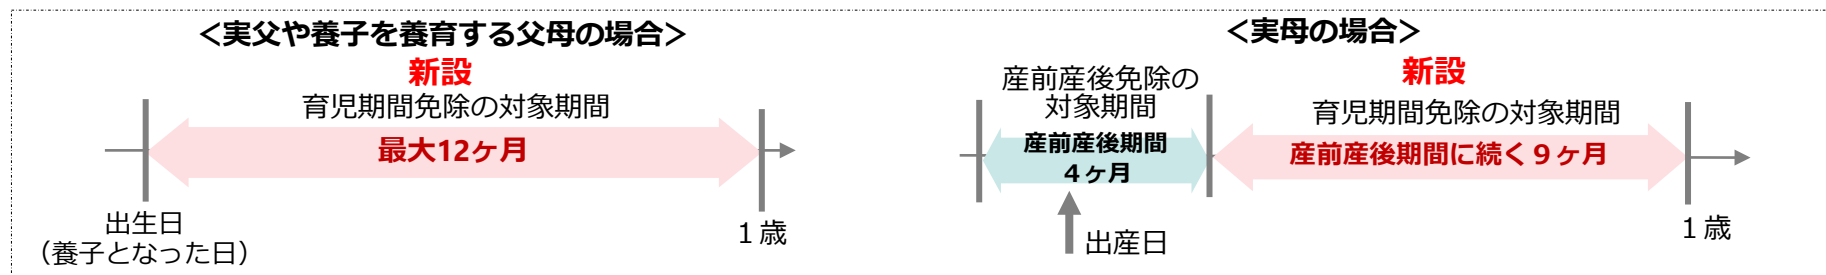 ＜実父や養子を養育する父母の場合＞
新設
育児期間免除の対象期間
最大12ヶ月
出生日
（養子となった日）
１歳
＜実母の場合＞
産前産後免除の
対象期間
産前産後期間
４ヶ月
出産日
新設
育児期間免除の対象期間
産前産後期間に続く９ヶ月
１歳